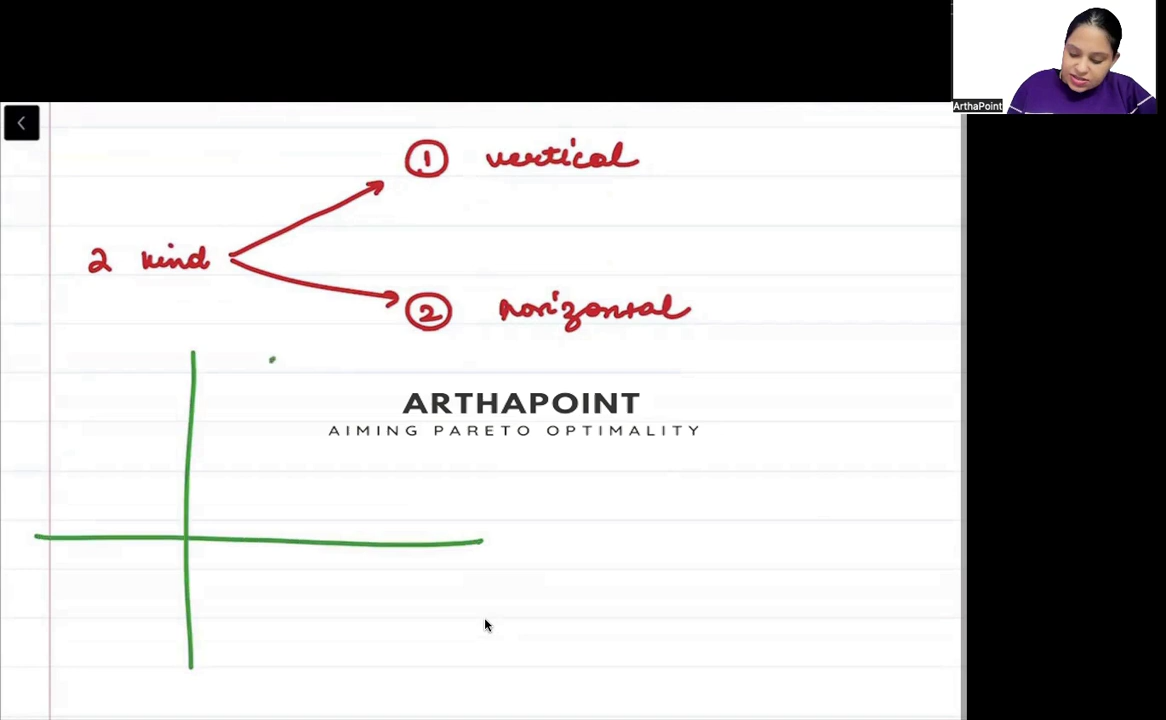 ArthaPoint
① vertical
2 kind
② horizontal
ARTHAPOINT
AIMING PARETO OPTIMALITY